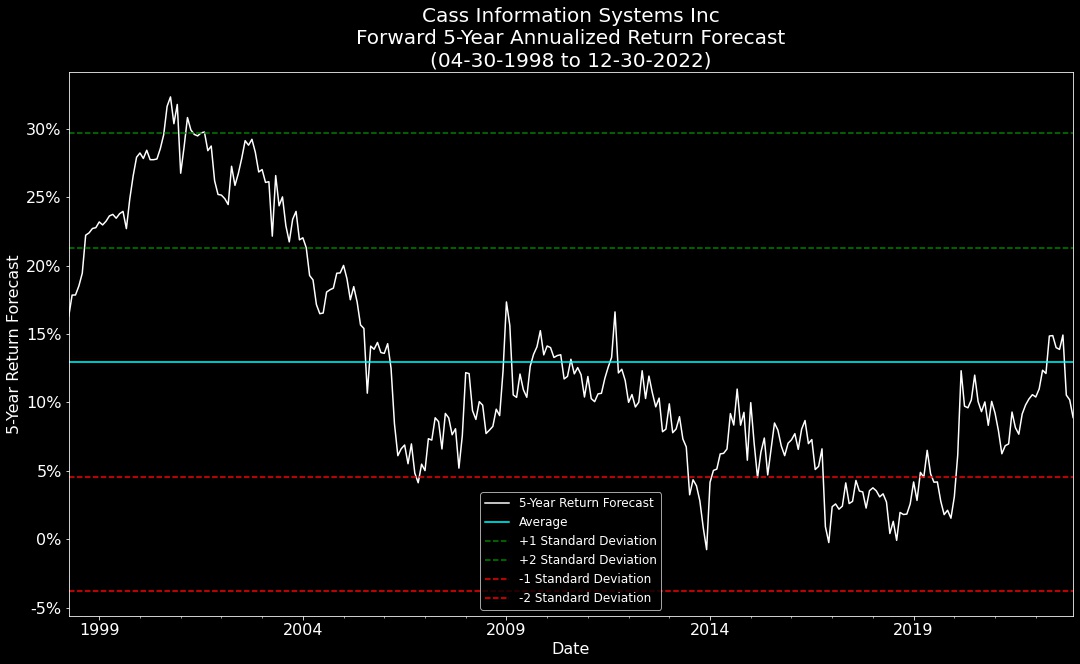 Cass Information Systems Inc
Forward 5-Year Annualized Return Forecast
(04-30-1998 to 12-30-2022)
5-Year Return Forecast
30%
25%
20%
15%
10%
5%
0%
-5%
5-Year Return Forecast
Average
+1 Standard Deviation
+2 Standard Deviation
-1 Standard Deviation
-2 Standard Deviation
1999 2004 2009 2014 2019
Date